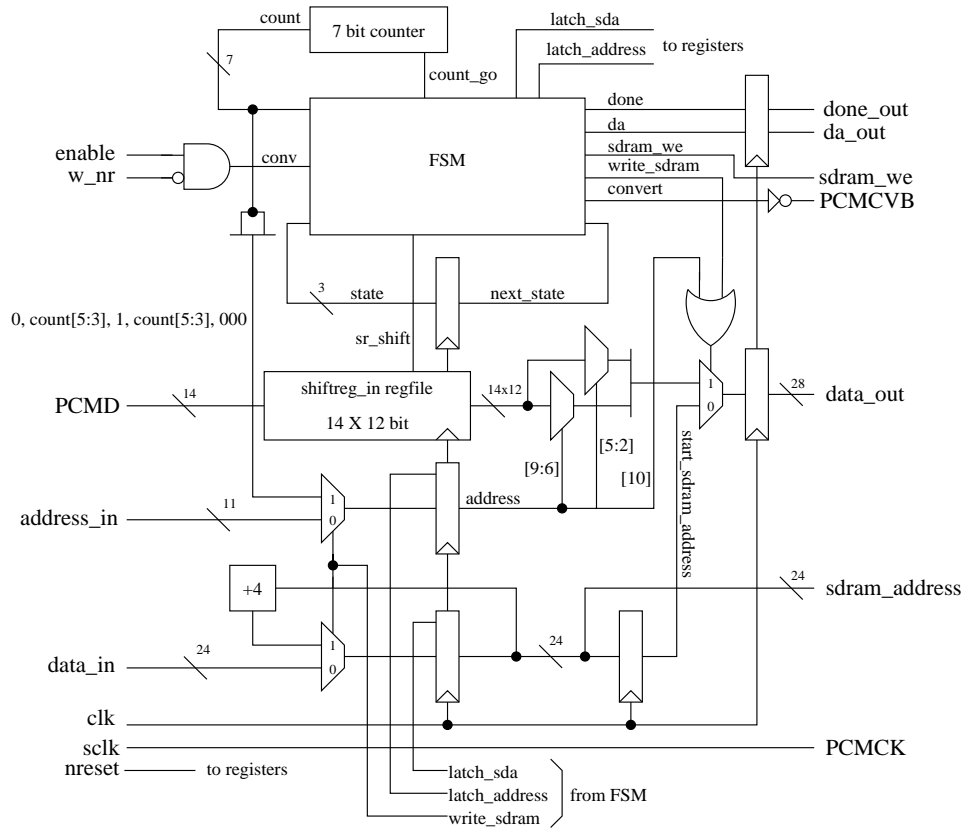 count
7 bit counter
latch_sda
to registers
latch_address
7
count_go
done
done_out
da
da_out
enable
conv
FSM
sdram_we
w_nr
write_sdram
sdram_we
convert
PCMCVB
3
state
next_state
0, count[5:3], 1, count[5:3], 000
sr_shift
PCMD
14
shiftreg_in regfile
14 X 12 bit
14x12
1
0
28
data_out
[5:2]
[9:6]
[10]
start_sdram_address
address_in
11
1
0
address
+4
24
sdram_address
data_in
24
1
0
24
clk
sclk
PCMCK
nreset
to registers
latch_sda
latch_address
from FSM
write_sdram